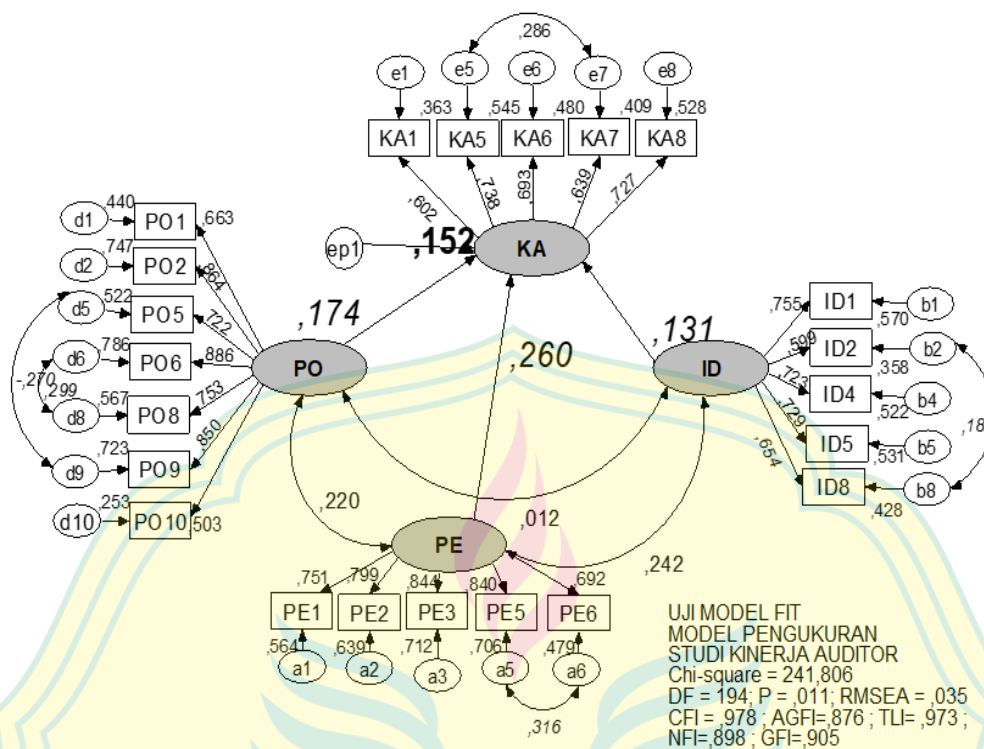 ,286
e1 e5 e6 e7 e8
,363 ,545 ,480 ,409 ,528
KA1 KA5 KA6 KA7 KA8
,602 ,738 ,693 ,639 ,727
ep1 ,152 KA
d1 ,440 PO1 ,663
d2 ,747 PO2 ,864
d5 ,522 PO5 ,722
d6 ,786 PO6 ,886
-,270 ,299
d8 ,567 PO8 ,753
d9 ,723 PO9 ,850
d10 ,253 PO10 ,503
,174 PO
,260
,131 ID
,755 ID1 ,570 b1
,599 ID2 ,358 b2
,723 ID4 ,522 b4
,729 ID5 ,531 b5
,654 ID8 ,428 b8
,18
,220 ,012 ,242
PE
,751 ,799 ,844 ,840 ,692
PE1 PE2 PE3 PE5 PE6
,564 ,639 ,712 ,706 ,479
a1 a2 a3 a5 a6
,316
UJI MODEL FIT
MODEL PENGUKURAN
STUDI KINERJA AUDITOR
Chi-square = 241,806
DF = 194; P = ,011; RMSEA = ,035
CFI = ,978 ; AGFI=,876 ; TLI= ,973 ;
NFI=,898 ; GFI=,905